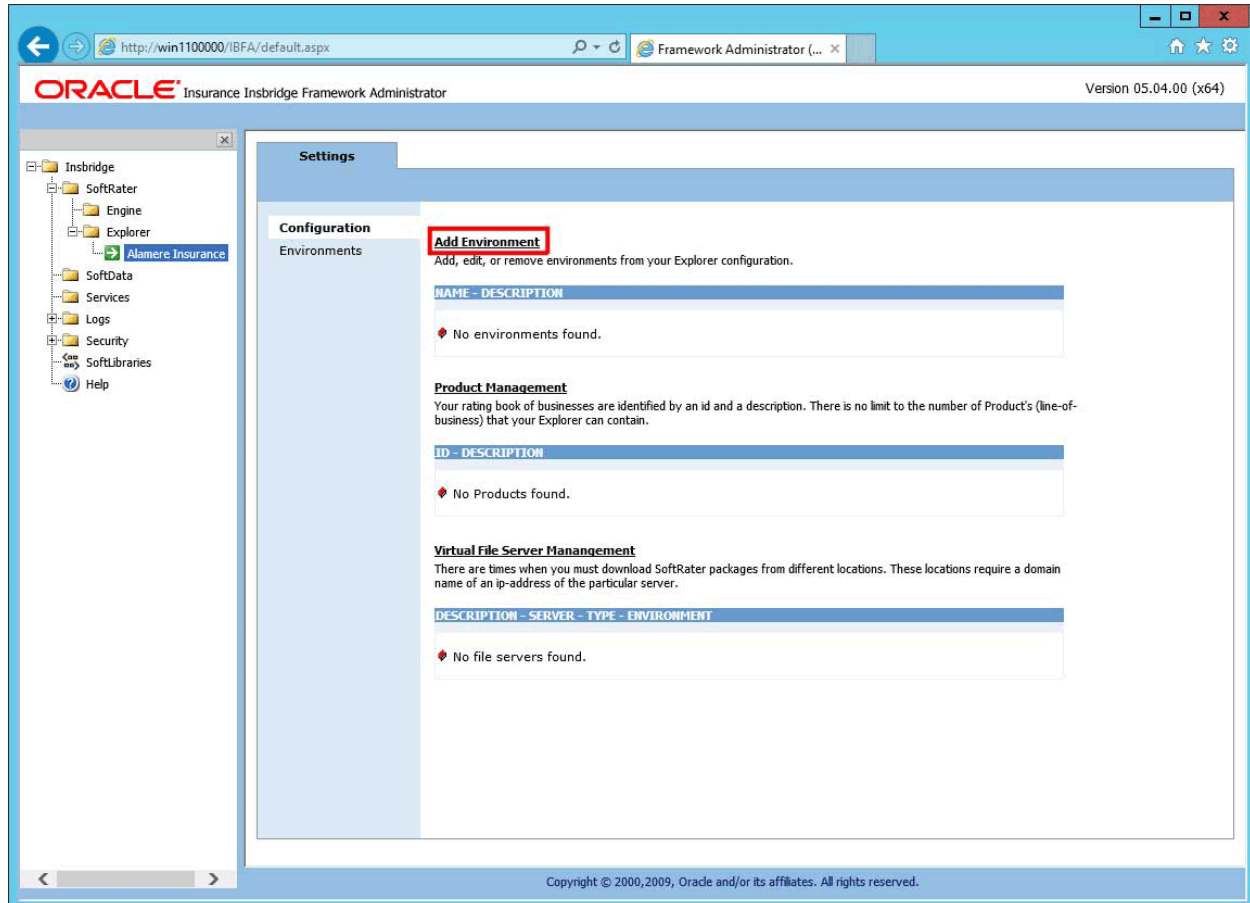 http://win1100000/IBFA/default.aspx
Framework Administrator (...
ORACLE Insurance Insbridge Framework Administrator
Version 05.04.00 (x64)
Insbridge
SoftRater
Engine
Explorer
Alamere Insurance
SoftData
Services
Logs
Security
SoftLibraries
Help
Settings
Configuration
Environments
Add Environment
Add, edit, or remove environments from your Explorer configuration.
NAME - DESCRIPTION
No environments found.
Product Management
Your rating book of businesses are identified by an id and a description. There is no limit to the number of Product's (line-of-
business) that your Explorer can contain.
ID - DESCRIPTION
No Products found.
Virtual File Server Manangement
There are times when you must download SoftRater packages from different locations. These locations require a domain
name of an ip-address of the particular server.
DESCRIPTION - SERVER - TYPE - ENVIRONMENT
No file servers found.
Copyright © 2000,2009, Oracle and/or its affiliates. All rights reserved.